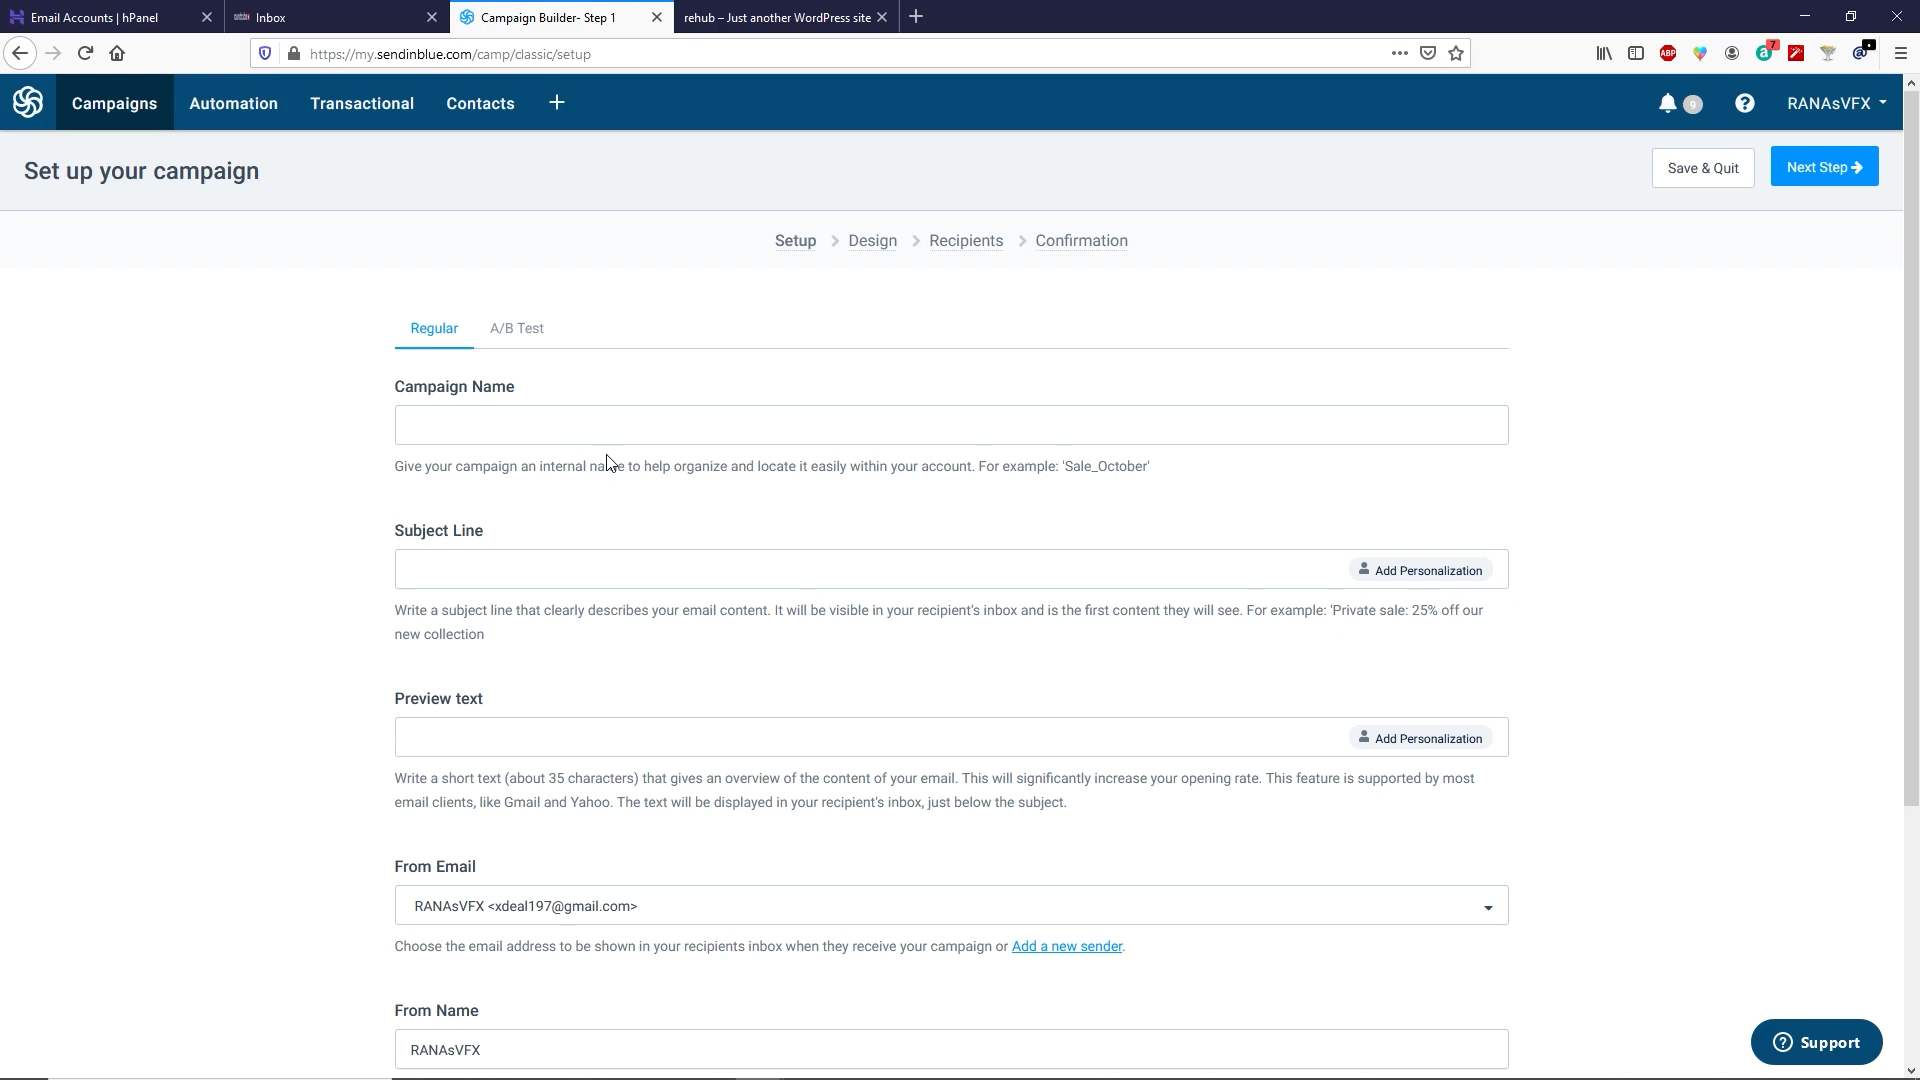 Email Accounts | hPanel
Inbox
Campaign Builder- Step 1
rehub – Just another WordPress site
https://my.sendinblue.com/camp/classic/setup
ABP
7
Campaigns
Automation
Transactional
Contacts
9
RANAsVFX
Set up your campaign
Save & Quit
Next Step
Setup
Design
Recipients
Confirmation
Regular
A/B Test
Campaign Name
Give your campaign an internal name to help organize and locate it easily within your account. For example: 'Sale_October'
Subject Line
Add Personalization
Write a subject line that clearly describes your email content. It will be visible in your recipient's inbox and is the first content they will see. For example: 'Private sale: 25% off our
new collection
Preview text
Add Personalization
Write a short text (about 35 characters) that gives an overview of the content of your email. This will significantly increase your opening rate. This feature is supported by most
email clients, like Gmail and Yahoo. The text will be displayed in your recipient's inbox, just below the subject.
From Email
RANAsVFX <xdeal197@gmail.com>
Choose the email address to be shown in your recipients inbox when they receive your campaign or Add a new sender.
From Name
RANAsVFX
Support